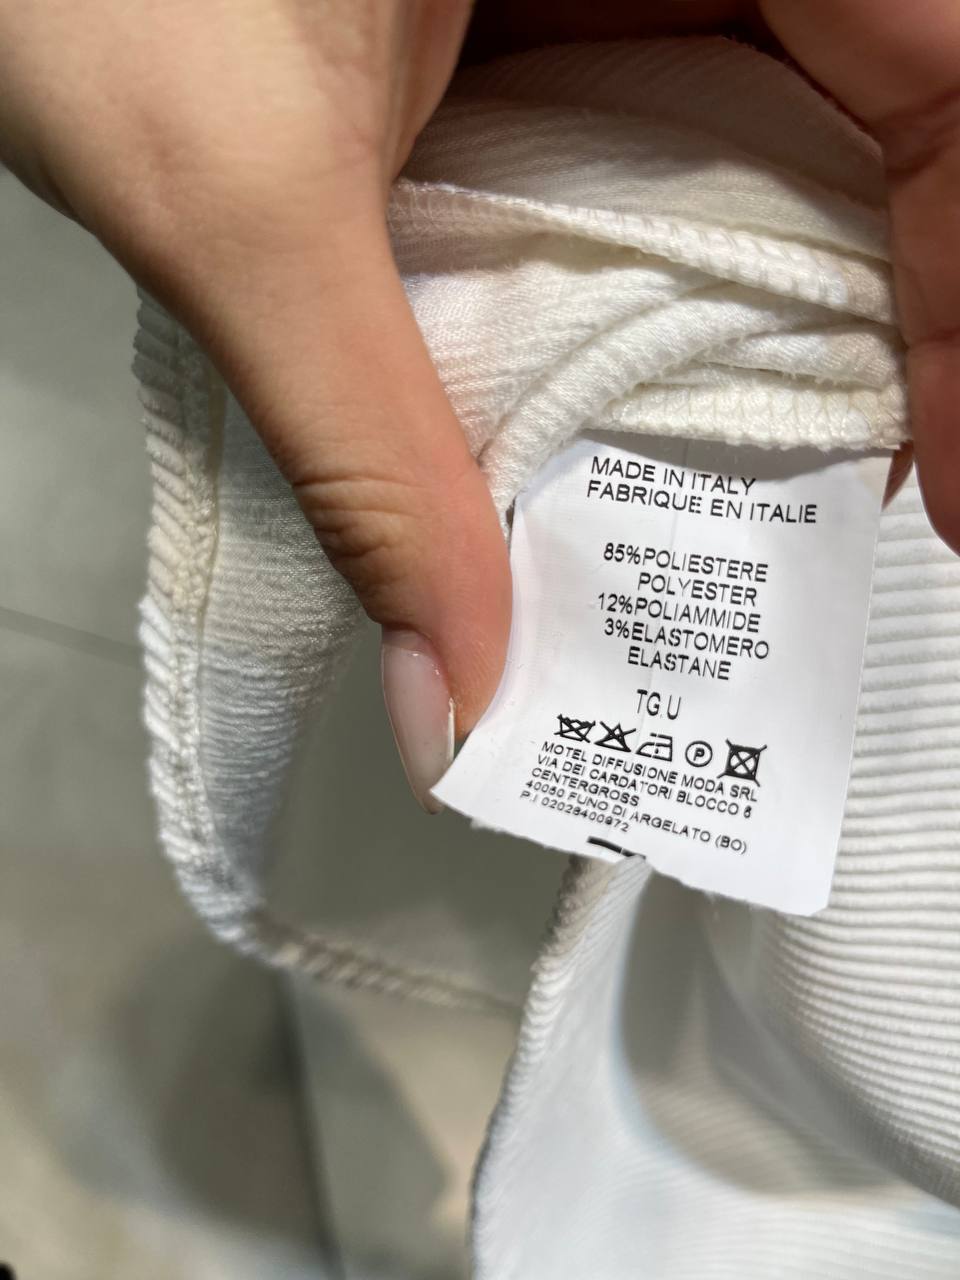 MADE IN ITALY
FABRIQUE EN ITALIE
85%POLIESTERE
POLYESTER
12%POLIAMMIDE
3%ELASTOMERO
ELASTANE
TG.U
P
MOTEL DIFFUSIONE MODA SRL
VIA DEI CARDATORI BLOCCO 6
CENTERGROSS
40050 FUNO DI ARGELATO (BO)
P.I 02028400972